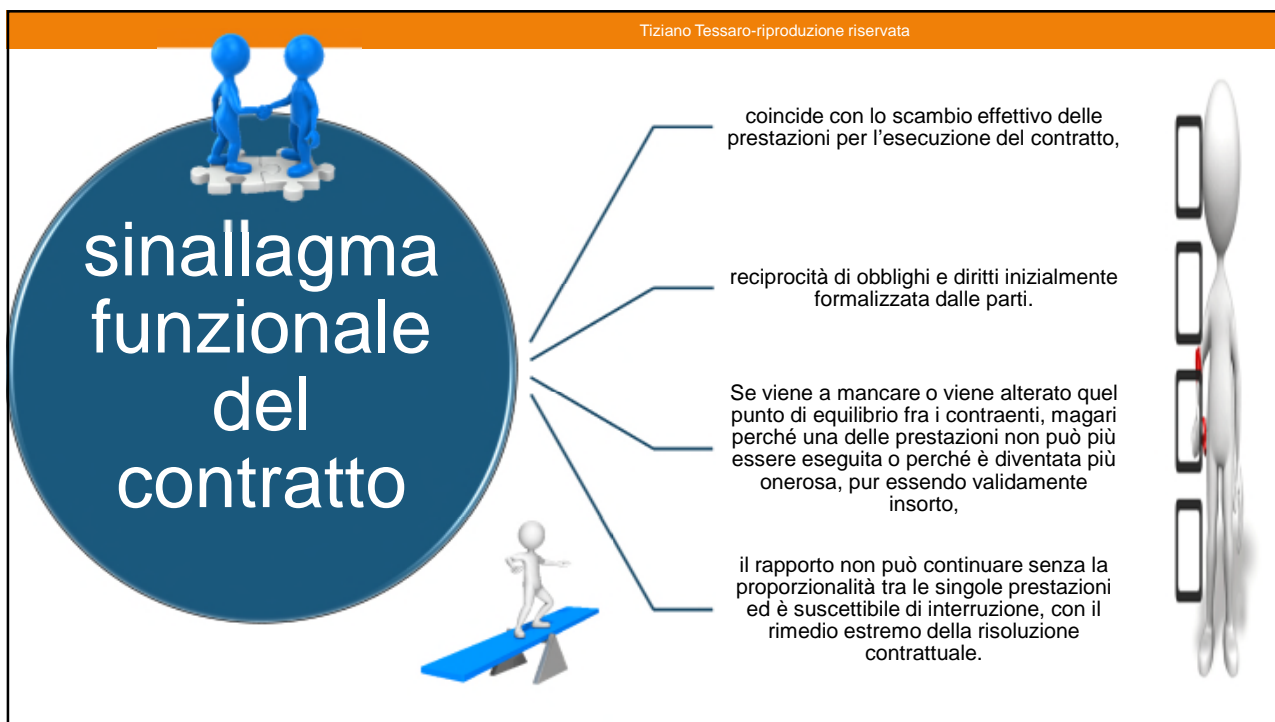 Tiziano Tessaro-riproduzione riservata
sinallagma
funzionale
del
contratto
coincide con lo scambio effettivo delle
prestazioni per l’esecuzione del contratto,
reciprocità di obblighi e diritti inizialmente
formalizzata dalle parti.
Se viene a mancare o viene alterato quel
punto di equilibrio fra i contraenti, magari
perché una delle prestazioni non può più
essere eseguita o perché è diventata più
onerosa, pur essendo validamente
insorto,
il rapporto non può continuare senza la
proporzionalità tra le singole prestazioni
ed è suscettibile di interruzione, con il
rimedio estremo della risoluzione
contrattuale.